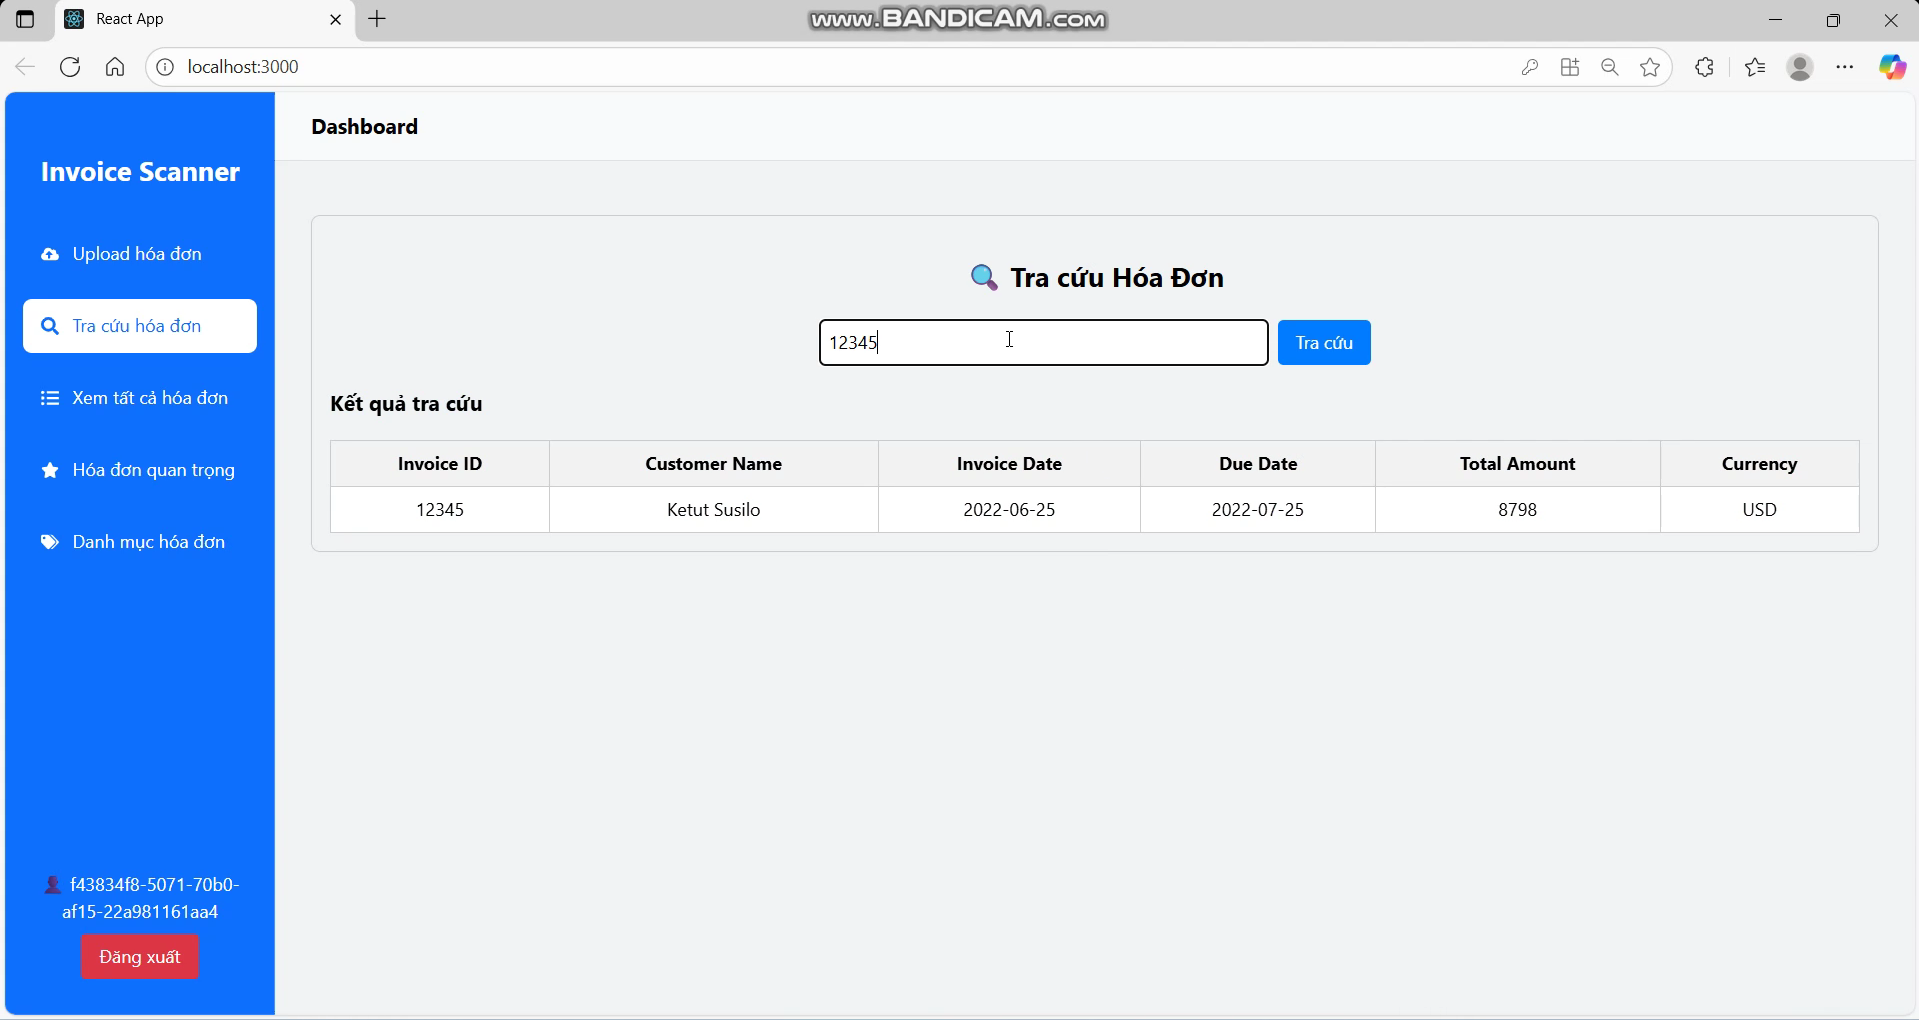 React App
www.BANDICAM.com
localhost:3000
Invoice Scanner
Upload hóa đơn
Tra cứu hóa đơn
Xem tất cả hóa đơn
Hóa đơn quan trọng
Danh mục hóa đơn
f43834f8-5071-70b0-
af15-22a981161aa4
Đăng xuất
Dashboard
Tra cứu Hóa Đơn
12345
Tra cứu
Kết quả tra cứu
Invoice ID Customer Name Invoice Date Due Date Total Amount Currency
12345 Ketut Susilo 2022-06-25 2022-07-25 8798 USD